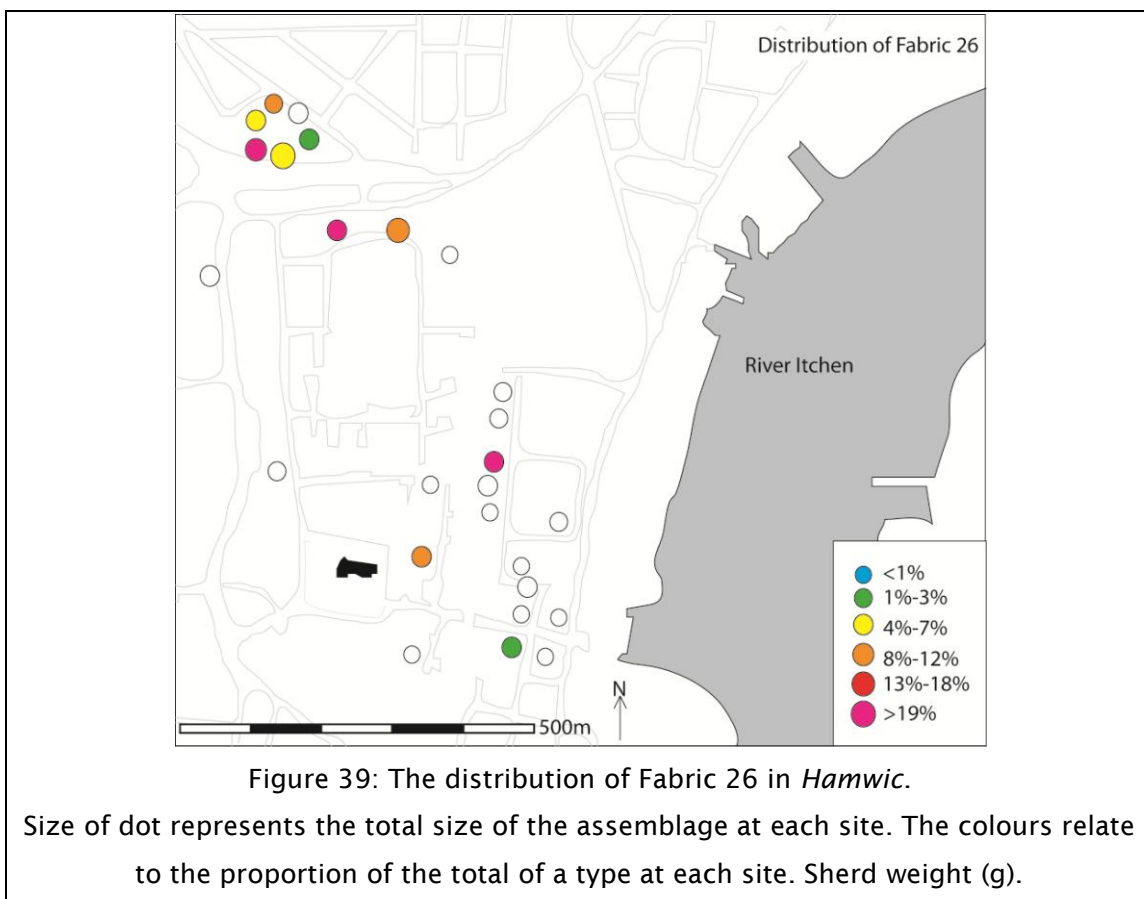 Distribution of Fabric 26
River Itchen
<1%
1%-3%
4%-7%
8%-12%
13%-18%
>19%
N
500m
Figure 39: The distribution of Fabric 26 in Hamwic.
Size of dot represents the total size of the assemblage at each site. The colours relate
to the proportion of the total of a type at each site. Sherd weight (g).